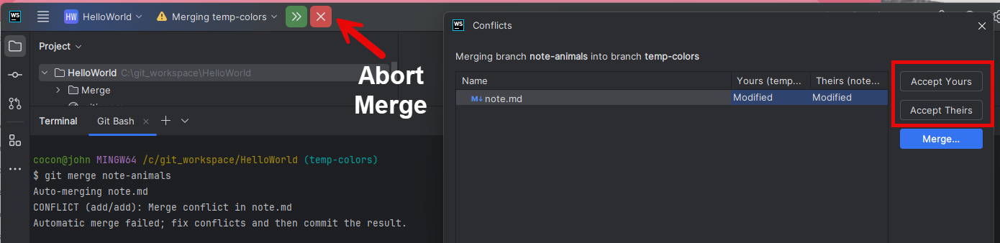 WS HW HelloWorld Merging temp-colors
Project
HelloWorld C:\git_workspace\HelloWorld
Merge
Abort
Merge
Terminal Git Bash
cocon@john MINGW64 /c/git_workspace/HelloWorld (temp-colors)
$ git merge note-animals
Auto-merging note.md
CONFLICT (add/add): Merge conflict in note.md
Automatic merge failed; fix conflicts and then commit the result.
WS Conflicts
Merging branch note-animals into branch temp-colors
Name Yours (temp... Theirs (note...
M↓ note.md Modified Modified
Accept Yours
Accept Theirs
Merge...